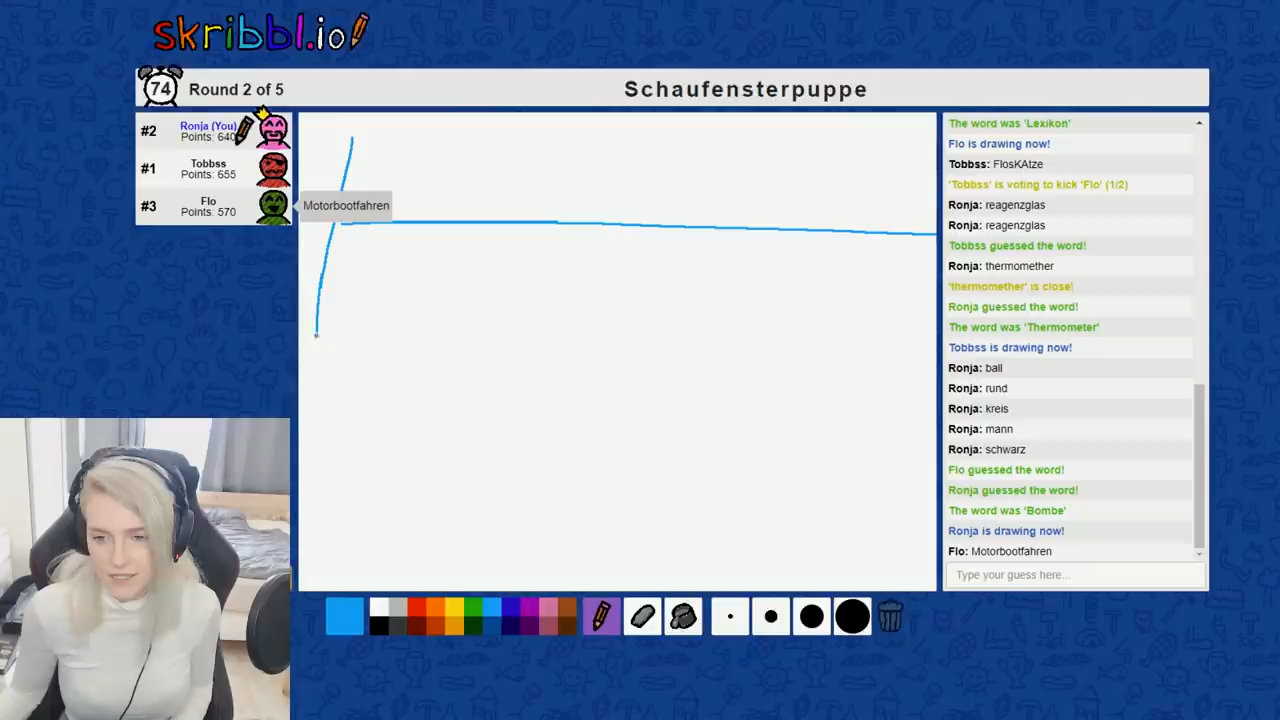 skribbl.io
74
Round 2 of 5
Schaufensterpuppe
#2
Ronja (You)
Points: 640
#1
Tobbss
Points: 655
#3
Flo
Points: 570
Motorbootfahren
The word was 'Lexikon'
Flo is drawing now!
Tobbss: FlosKAtze
'Tobbss' is voting to kick 'Flo' (1/2)
Ronja: reagenzglas
Ronja: reagenzglas
Tobbss guessed the word!
Ronja: thermomether
'thermomether' is close!
Ronja guessed the word!
The word was 'Thermometer'
Tobbss is drawing now!
Ronja: ball
Ronja: rund
Ronja: kreis
Ronja: mann
Ronja: schwarz
Flo guessed the word!
Ronja guessed the word!
The word was 'Bombe'
Ronja is drawing now!
Flo: Motorbootfahren
Type your guess here...